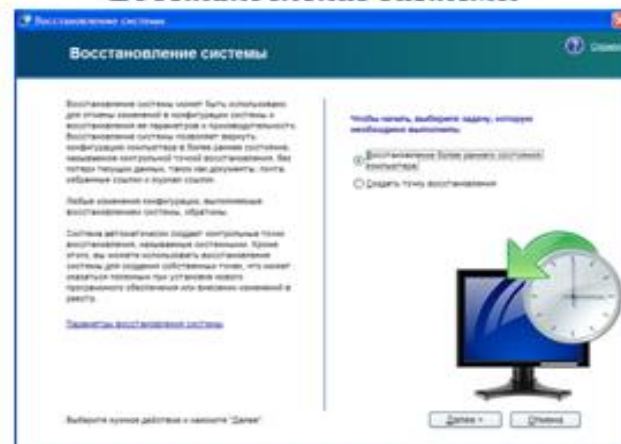 Восстановление системы
Восстановление системы
Восстановление системы может быть использовано
для отмены изменений в конфигурации системы и
восстановления ее параметров и производительности.
Восстановление системы позволяет вернуть
конфигурацию компьютера в более раннее состояние,
называемое контрольной точкой восстановления, без
потери текущих данных, таких как документы, почта,
избранные ссылки и журнал ссылок.
Любые изменения конфигурации, выполняемые
восстановлением системы, обратимы.
Система автоматически создает контрольные точки
восстановления, называемые системными. Кроме
этого, вы можете использовать восстановление
системы для создания собственных точек, что может
оказаться полезным при установке нового
программного обеспечения или внесении изменений в
реестр.
Параметры восстановления системы
Выберите нужное действие и нажмите "Далее"
Чтобы начать, выберите задачу, которую
необходимо выполнить:
Восстановление более раннего состояния
компьютера
Создать точку восстановления
Далее >
Отмена